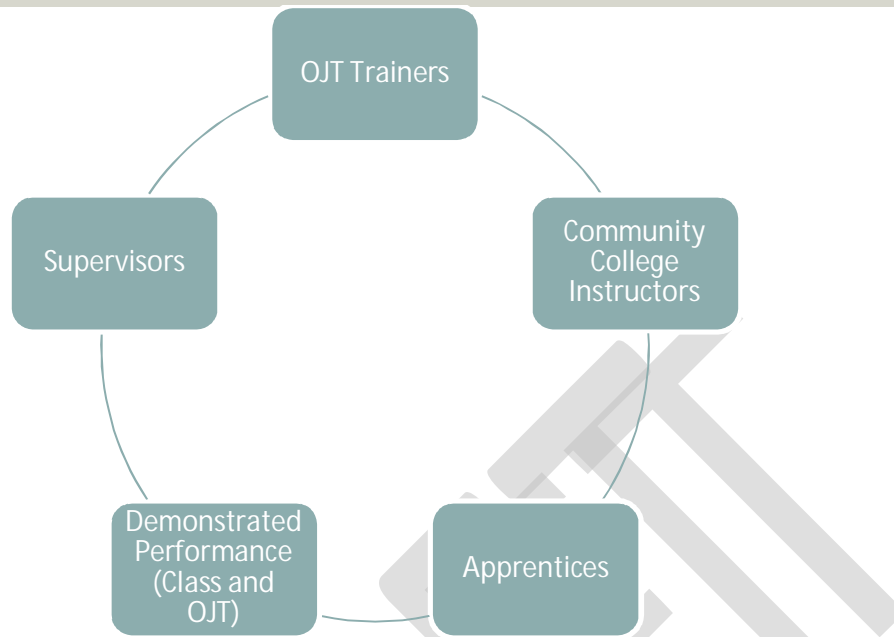 OJT Trainers
Community
College
Instructors
Apprentices
Demonstrated
Performance
(Class and
OJT)
Supervisors